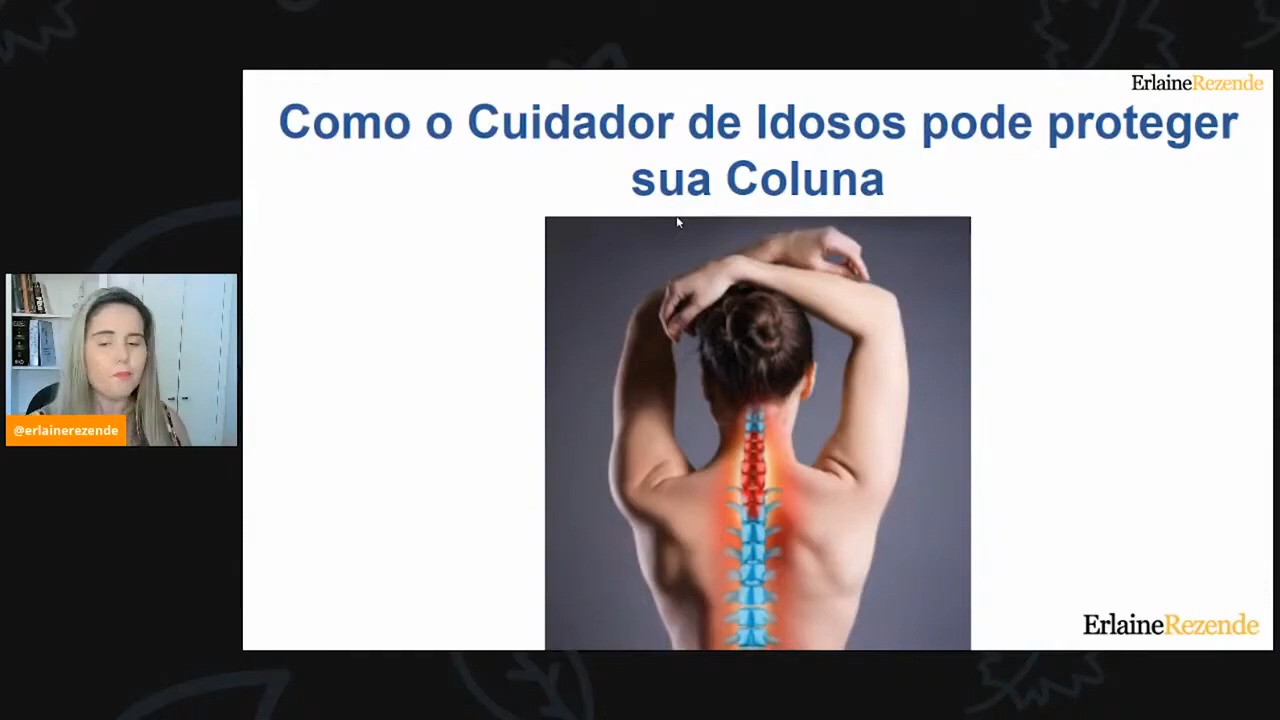 ErlaineRezende
Como o Cuidador de Idosos pode proteger
sua Coluna
@erlainerezende
ErlaineRezende